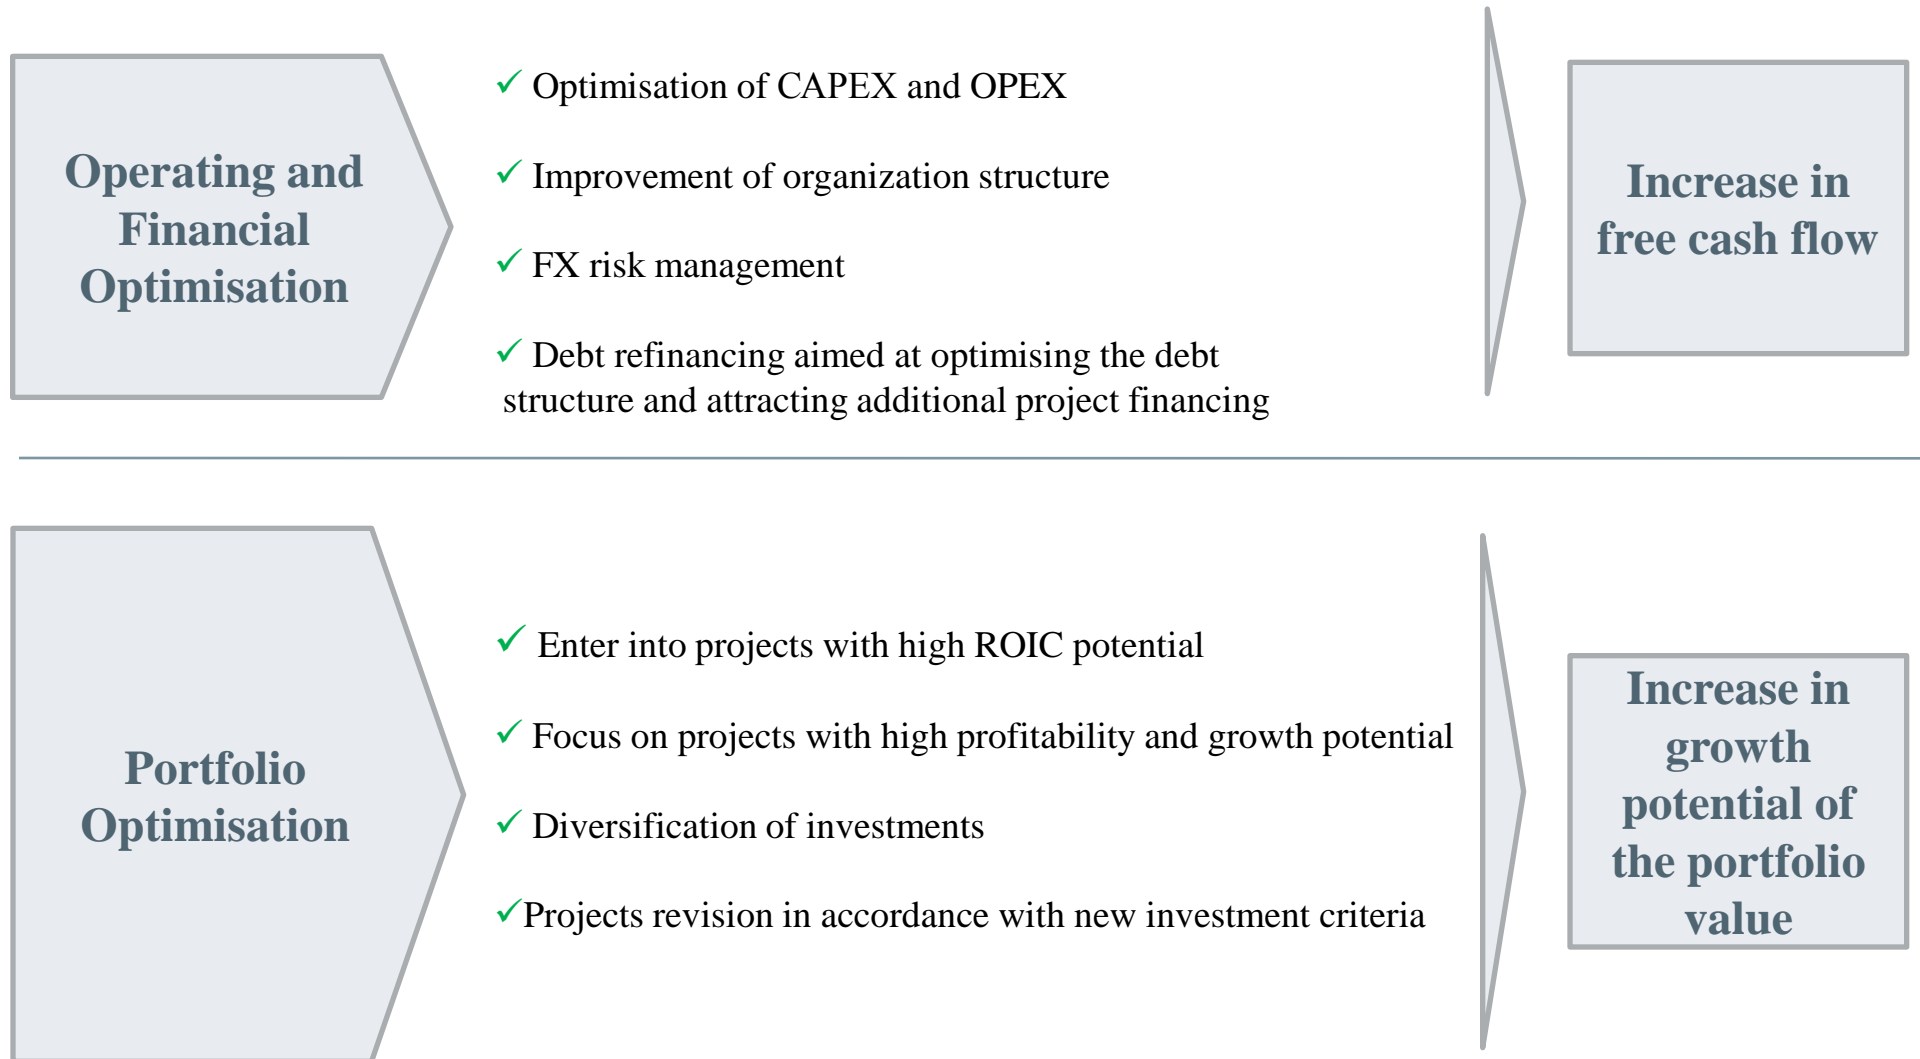 Operating and
Financial
Optimisation
✓ Optimisation of CAPEX and OPEX
✓ Improvement of organization structure
✓ FX risk management
✓ Debt refinancing aimed at optimising the debt
structure and attracting additional project financing
Increase in
free cash flow
Portfolio
Optimisation
✓ Enter into projects with high ROIC potential
✓ Focus on projects with high profitability and growth potential
✓ Diversification of investments
✓Projects revision in accordance with new investment criteria
Increase in
growth
potential of
the portfolio
value